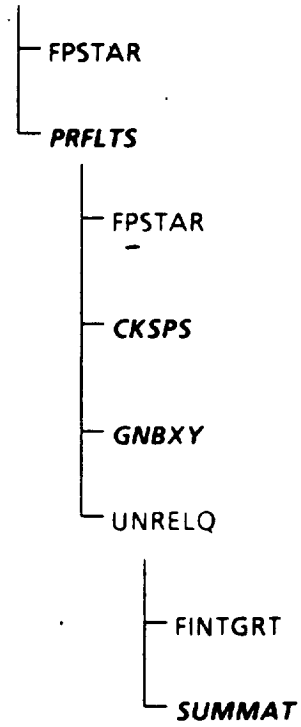 FPSTAR
PRFLTS
FPSTAR
CKSPS
GNBXY
UNRELQ
FINTGRT
SUMMAT